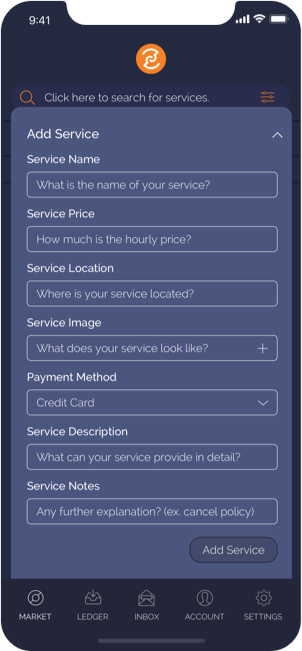 9:41
Click here to search for services.
Add Service
Service Name
What is the name of your service?
Service Price
How much is the hourly price?
Service Location
Where is your service located?
Service Image
What does your service look like?
Payment Method
Credit Card
Service Description
What can your service provide in detail?
Service Notes
Any further explanation? (ex. cancel policy)
Add Service
MARKET LEDGER INBOX ACCOUNT SETTINGS